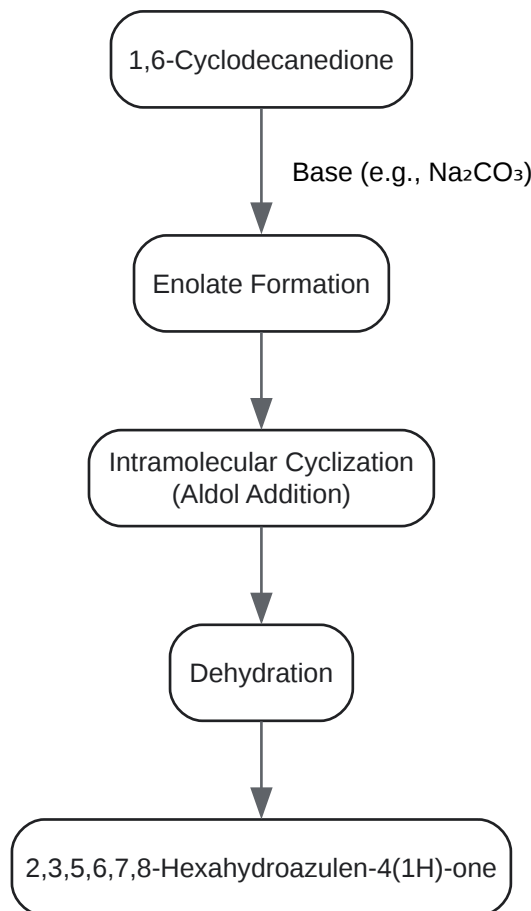 1,6-Cyclodecanedione
Base (e.g., Na₂CO₃)
Enolate Formation
Intramolecular Cyclization
(Aldol Addition)
Dehydration
2,3,5,6,7,8-Hexahydroazulen-4(1H)-one